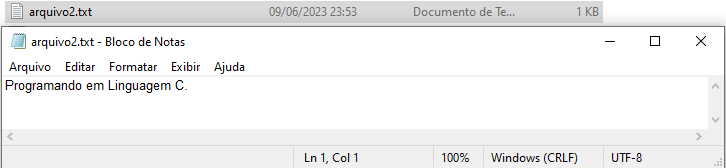 arquivo2.txt 09/06/2023 23:53 Documento de Te... 1 KB
arquivo2.txt - Bloco de Notas
Arquivo Editar Formatar Exibir Ajuda
Programando em Linguagem C.
Ln 1, Col 1 100% Windows (CRLF) UTF-8